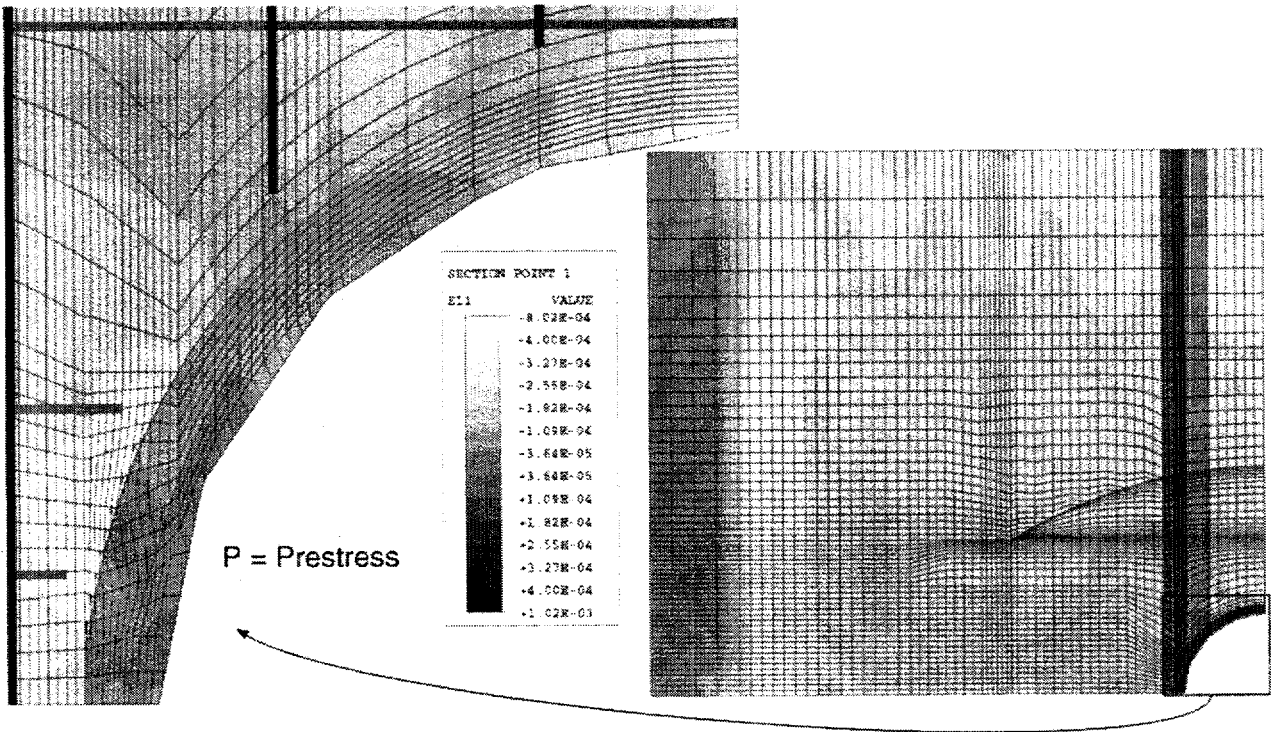 SECTION POINT 1
E11 VALUE
-8.02E-04
-4.00E-04
-3.27E-04
-2.55E-04
-1.82E-04
-1.09E-04
-3.64E-05
+3.64E-05
+1.09E-04
+1.82E-04
+2.55E-04
+3.27E-04
+4.00E-04
+1.02E-03
P = Prestress